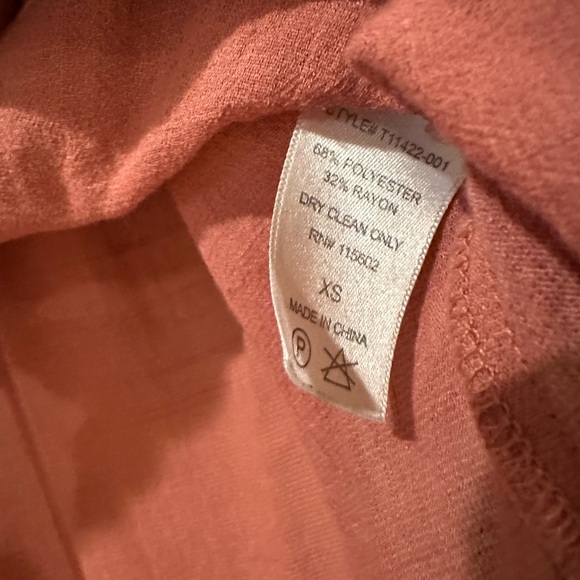 STYLE# T11422-001
68% POLYESTER
32% RAYON
DRY CLEAN ONLY
RN# 115602
XS
MADE IN CHINA
P